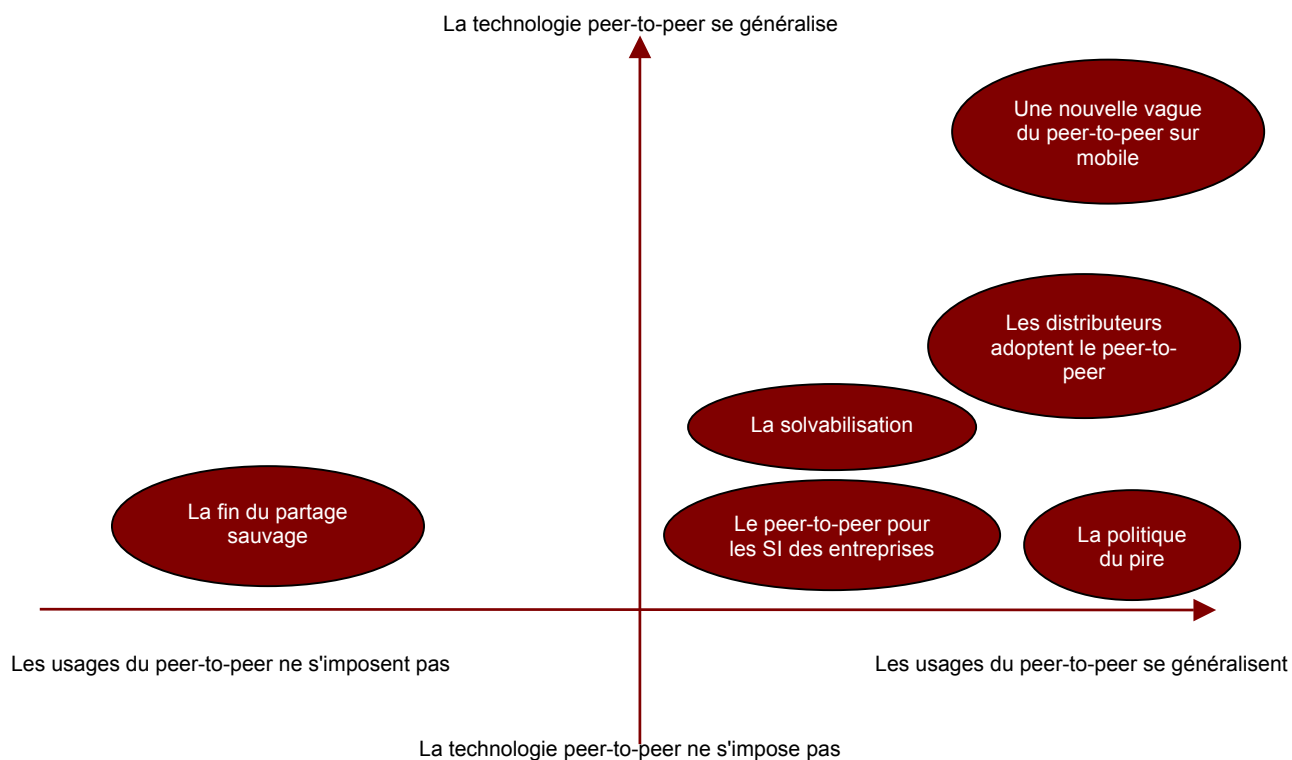 La technologie peer-to-peer se généralise
Une nouvelle vague
du peer-to-peer sur
mobile
Les distributeurs
adoptent le peer-to-
peer
La solvabilisation
La fin du partage
sauvage
Le peer-to-peer pour
les SI des entreprises
La politique
du pire
Les usages du peer-to-peer ne s'imposent pas
Les usages du peer-to-peer se généralisent
La technologie peer-to-peer ne s'impose pas